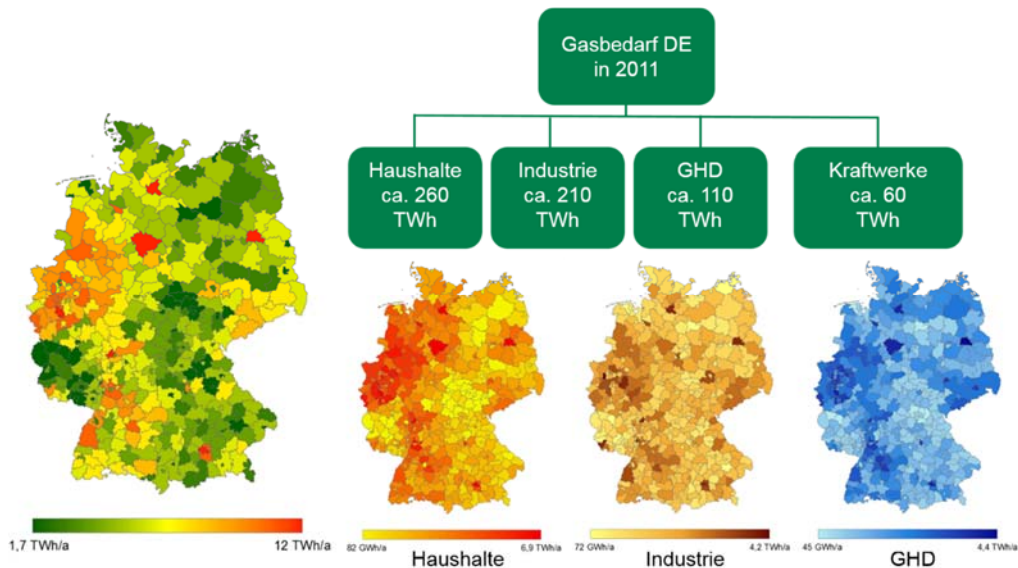 Gasbedarf DE
in 2011
Haushalte
ca. 260
TWh
Industrie
ca. 210
TWh
GHD
ca. 110
TWh
Kraftwerke
ca. 60
TWh
1,7 TWh/a
12 TWh/a
82 GWh/a
6,9 TWh/a
Haushalte
72 GWh/a
4,2 TWh/a
Industrie
45 GWh/a
4,4 TWh/a
GHD